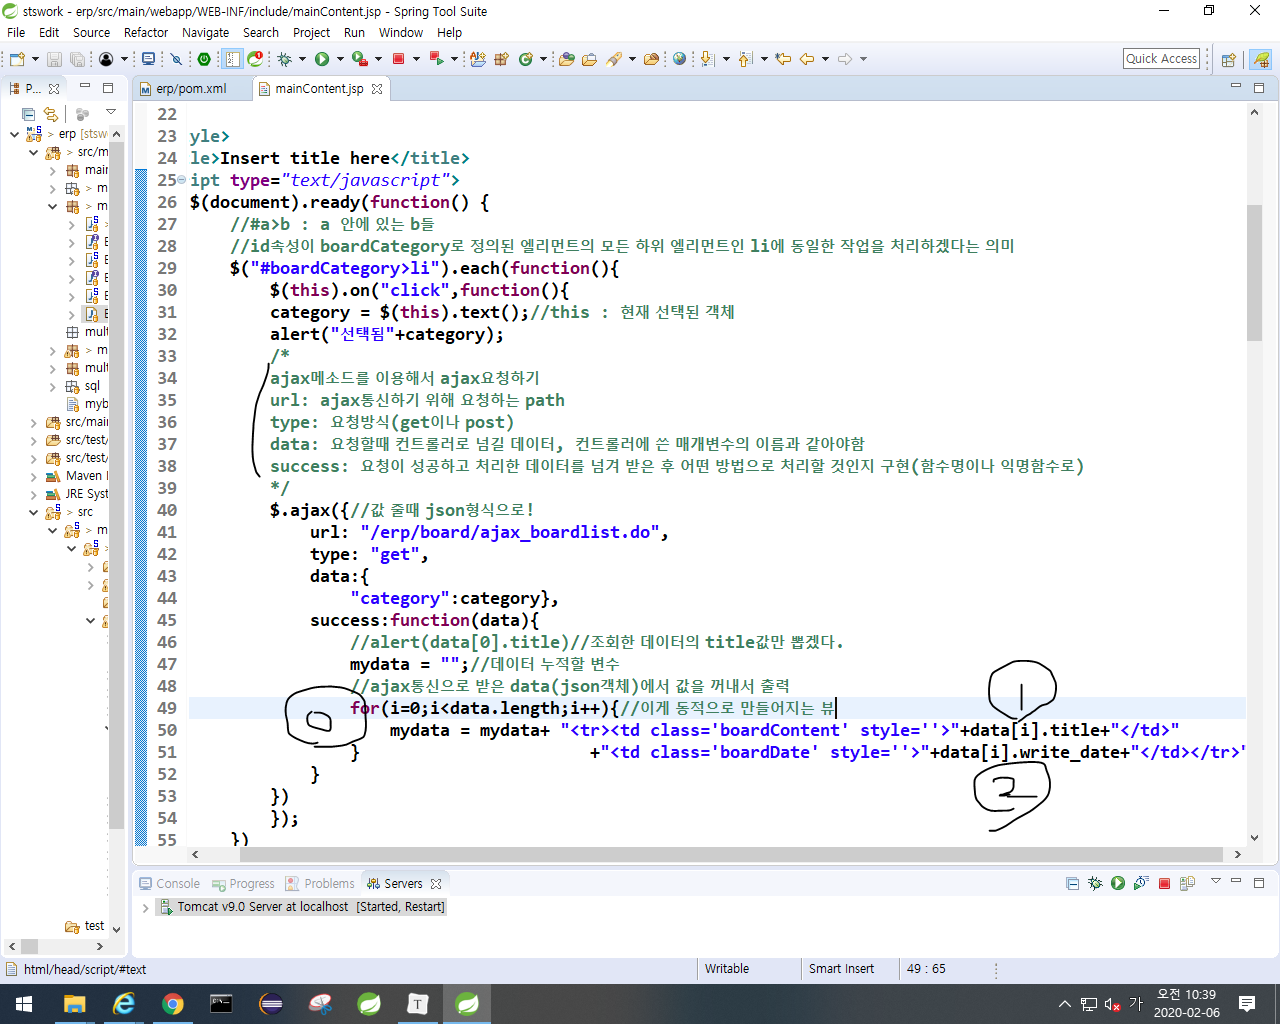 stswork - erp/src/main/webapp/WEB-INF/include/mainContent.jsp - Spring Tool Suite
File Edit Source Refactor Navigate Search Project Run Window Help
Quick Access
P...
erp/pom.xml
mainContent.jsp
> erp [stsw
> src/m
mair
> m
> m
mult
> m
mult
sql
myb
src/mai
src/test/
src/test/
Maven
JRE Syst
> src
> m
test
22
23 yle>
24 le>Insert title here</title>
25 ipt type="text/javascript">
26 $(document).ready(function() {
27 //#a>b : a 안에 있는 b들
28 //id속성이 boardCategory로 정의된 엘리먼트의 모든 하위 엘리먼트인 li에 동일한 작업을 처리하겠다는 의미
29 $("#boardCategory>li").each(function(){
30 $(this).on("click",function(){
31 category = $(this).text();//this : 현재 선택된 객체
32 alert("선택됨"+category);
33 /*
34 ajax메소드를 이용해서 ajax요청하기
35 url: ajax통신하기 위해 요청하는 path
36 type: 요청방식(get이나 post)
37 data: 요청할때 컨트롤러로 넘길 데이터, 컨트롤러에 쓴 매개변수의 이름과 같아야함
38 success: 요청이 성공하고 처리한 데이터를 넘겨 받은 후 어떤 방법으로 처리할 것인지 구현(함수명이나 익명함수로)
39 */
40 $.ajax({//값 줄때 json형식으로!
41 url: "/erp/board/ajax_boardlist.do",
42 type: "get",
43 data:{
44 "category":category},
45 success:function(data){
46 //alert(data[0].title)//조회한 데이터의 title값만 뽑겠다.
47 mydata = "";//데이터 누적할 변수
48 //ajax통신으로 받은 data(json객체)에서 값을 꺼내서 출력
49 for(i=0;i<data.length;i++){//이게 동적으로 만들어지는 뷰
50 mydata = mydata+ "<tr><td class='boardContent' style=''>"+data[i].title+"</td>"
51 } +"<td class='boardDate' style=''>"+data[i].write_date+"</td></tr>"
52 }
53 })
54 });
55 })
0
1
2
Console Progress Problems Servers
Tomcat v9.0 Server at localhost [Started, Restart]
html/head/script/#text
Writable
Smart Insert
49 : 65
가
오전 10:39
2020-02-06